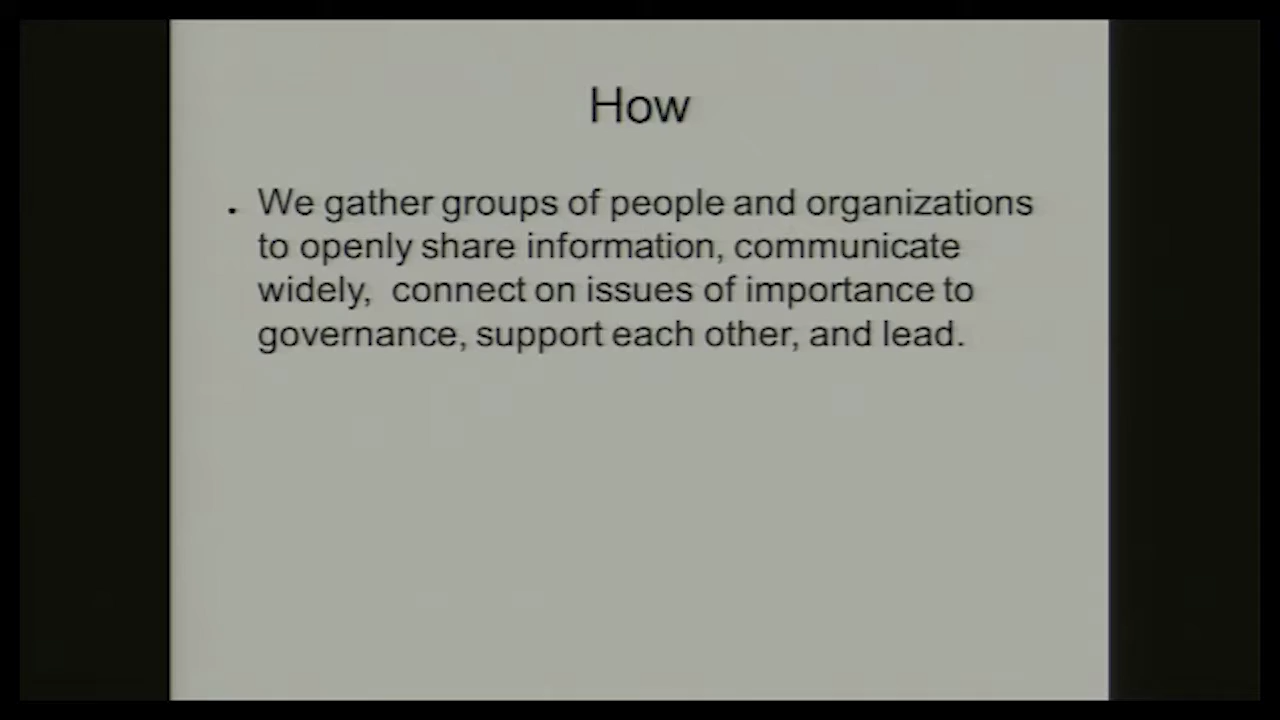 How
. We gather groups of people and organizations
to openly share information, communicate
widely,  connect on issues of importance to
governance, support each other, and lead.